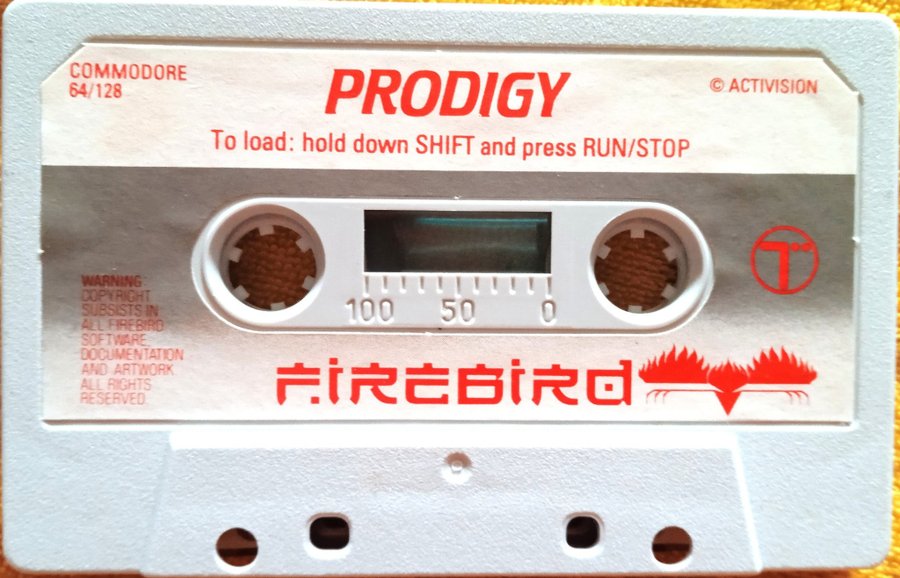 COMMODORE
64/128
PRODIGY
© ACTIVISION
To load: hold down SHIFT and press RUN/STOP
100 50 0
WARNING:
COPYRIGHT
SUBSISTS IN
ALL FIREBIRD
SOFTWARE,
DOCUMENTATION
AND ARTWORK
ALL RIGHTS
RESERVED.
FIREBIRD